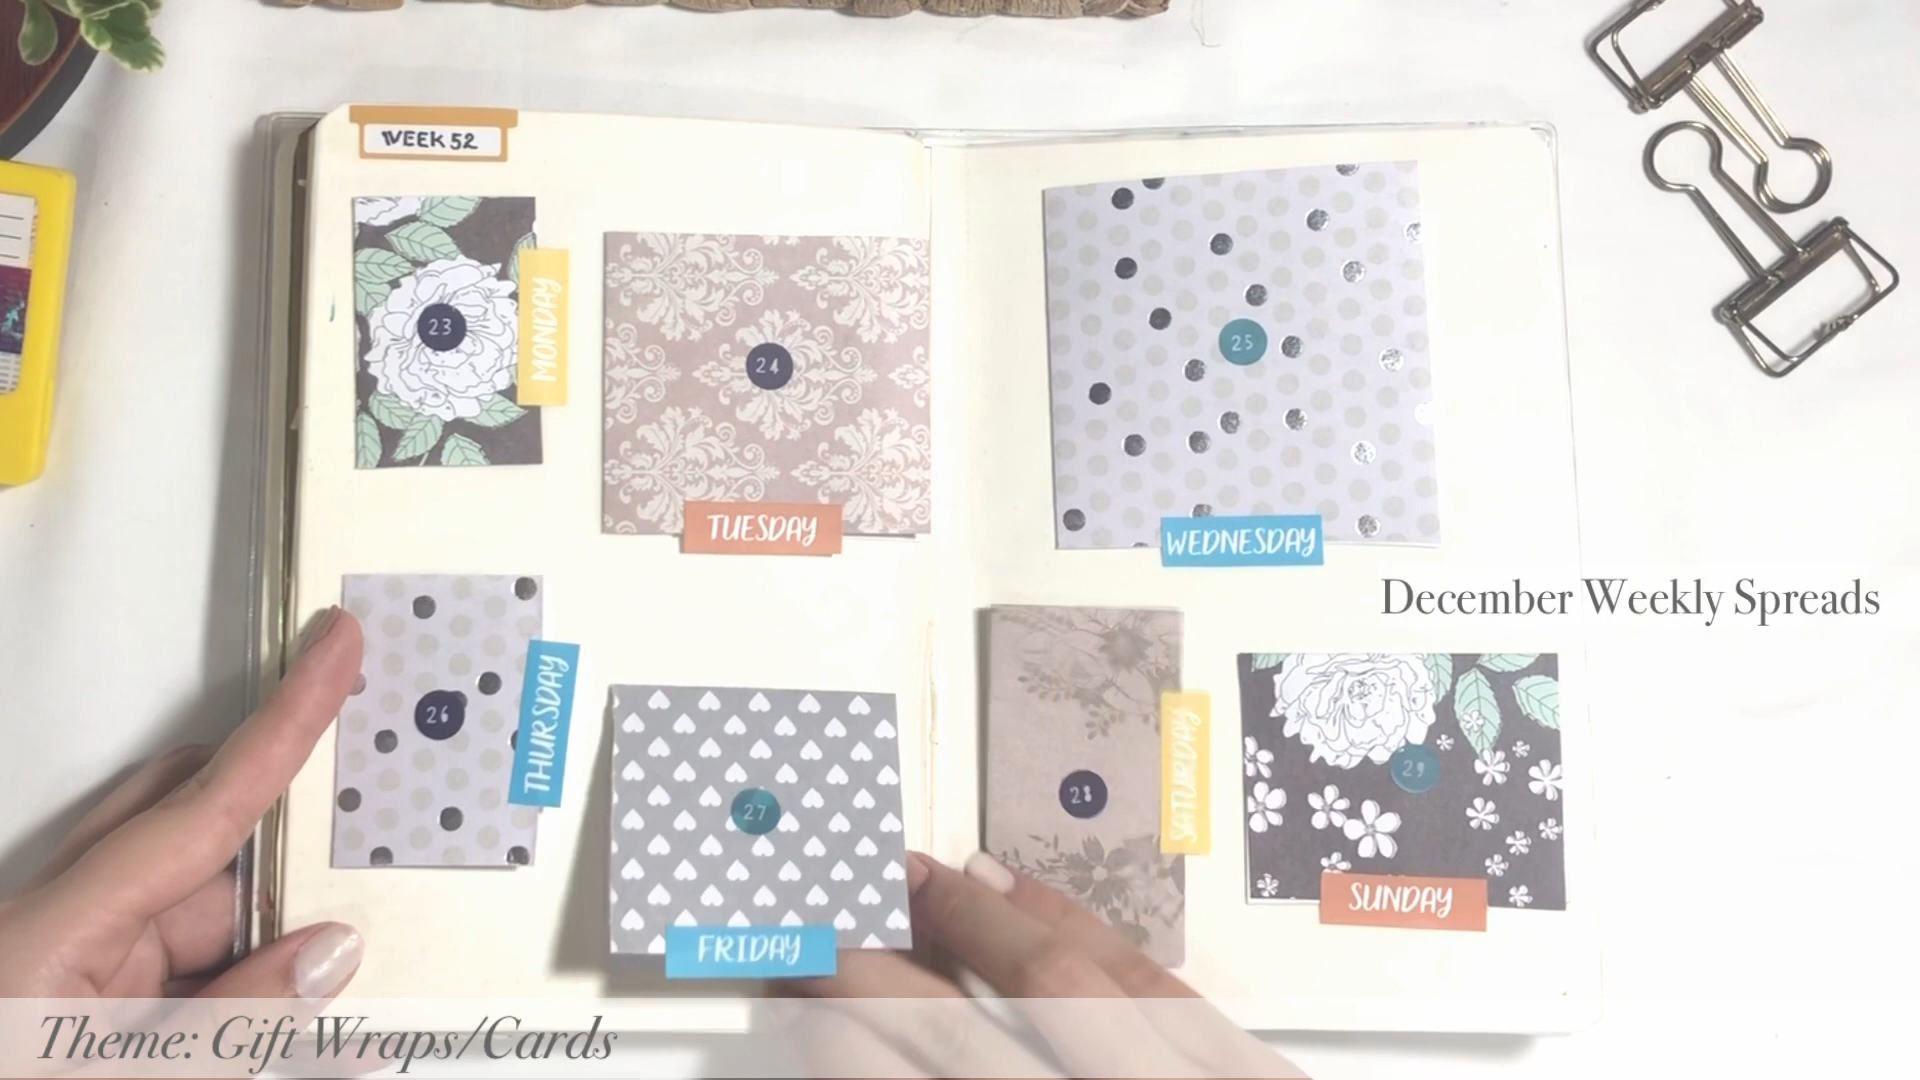 WEEK 52
23
MONDAY
24
TUESDAY
25
WEDNESDAY
26
THURSDAY
27
FRIDAY
28
SATURDAY
29
SUNDAY
December Weekly Spreads
Theme: Gift Wraps/Cards